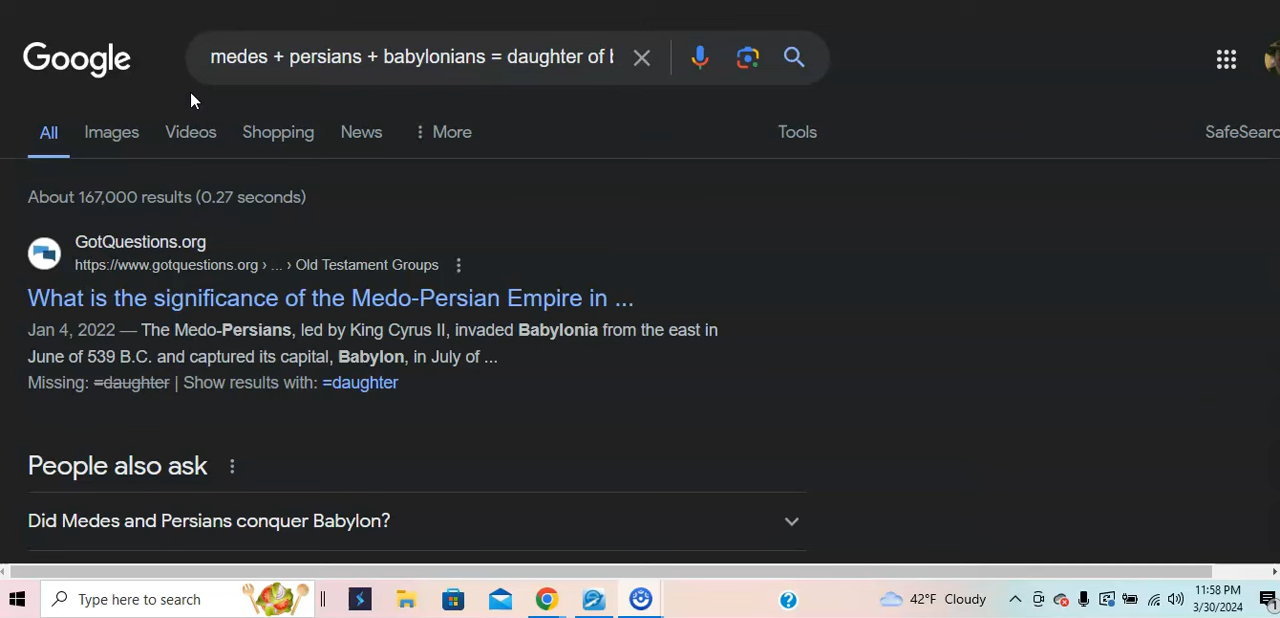 Google
medes + persians + babylonians = daughter of b
All Images Videos Shopping News More Tools SafeSearc
About 167,000 results (0.27 seconds)
GotQuestions.org
https://www.gotquestions.org › ... › Old Testament Groups
What is the significance of the Medo-Persian Empire in ...
Jan 4, 2022 — The Medo-Persians, led by King Cyrus II, invaded Babylonia from the east in
June of 539 B.C. and captured its capital, Babylon, in July of ...
Missing: =daughter | Show results with: =daughter
People also ask
Did Medes and Persians conquer Babylon?
Type here to search
42°F Cloudy
11:58 PM
3/30/2024
1